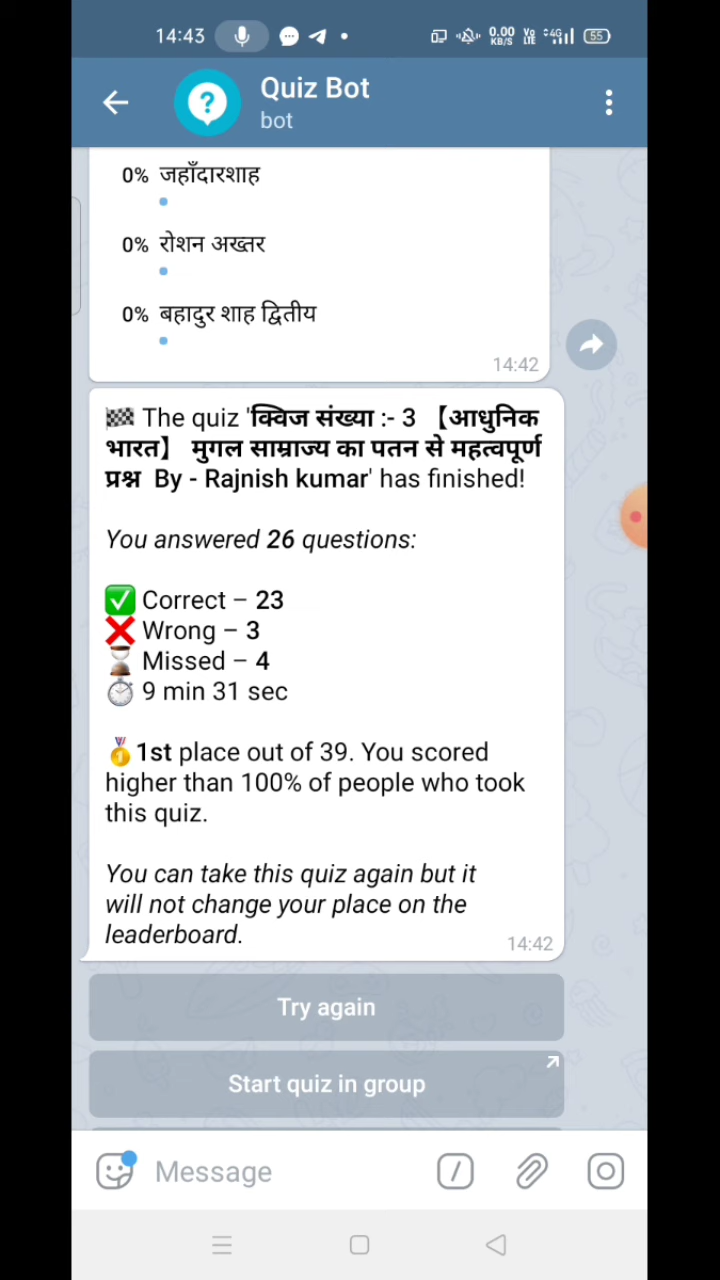 14:43
0.00
KB/S
Vo
LTE
4G
55
Quiz Bot
bot
0% जहाँदारशाह
0% रोशन अख्तर
0% बहादुर शाह द्वितीय
14:42
The quiz 'क्विज संख्या :- 3 【आधुनिक
भारत】 मुगल साम्राज्य का पतन से महत्वपूर्ण
प्रश्न By - Rajnish kumar' has finished!
You answered 26 questions:
Correct – 23
Wrong – 3
Missed – 4
9 min 31 sec
1st place out of 39. You scored
higher than 100% of people who took
this quiz.
You can take this quiz again but it
will not change your place on the
leaderboard.
14:42
Try again
Start quiz in group
Message